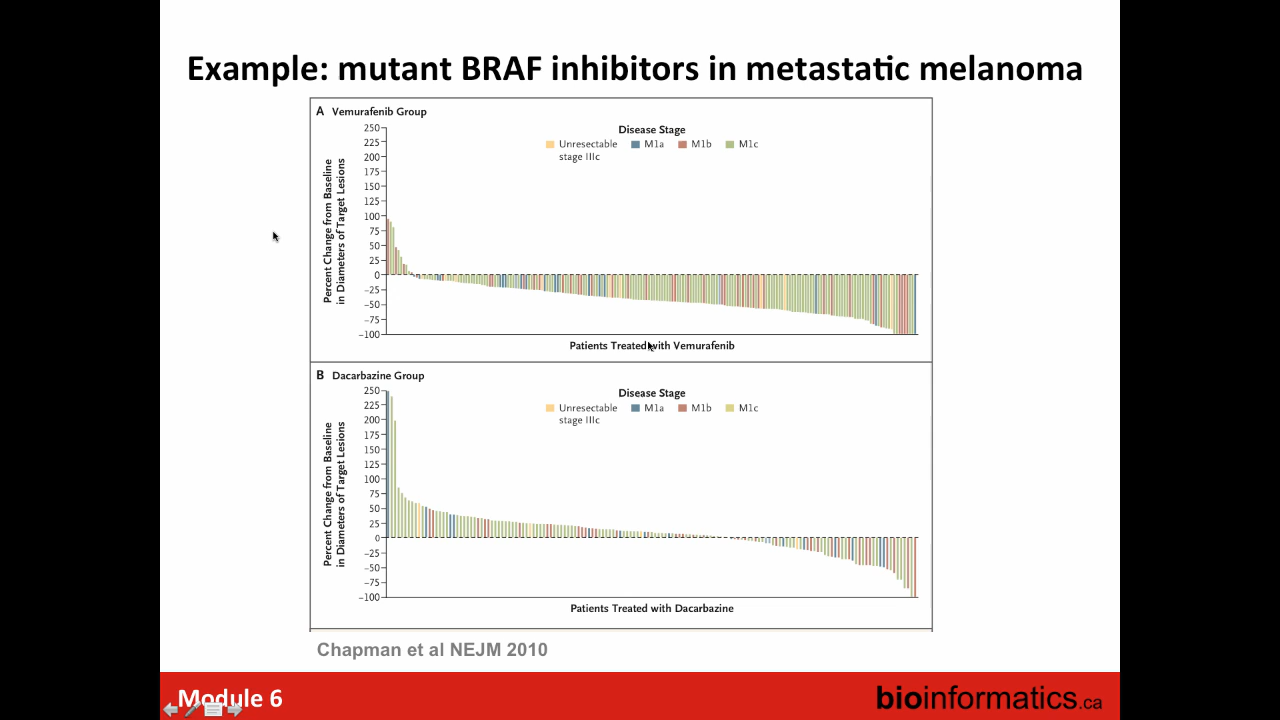 Example: mutant BRAF inhibitors in metastatic melanoma
A Vemurafenib Group
Percent Change from Baseline
in Diameters of Target Lesions
250
225
200
175
150
125
100
75
50
25
0
−25
−50
−75
−100
Disease Stage
Unresectable
stage IIIc
M1a
M1b
M1c
Patients Treated with Vemurafenib
B Dacarbazine Group
Percent Change from Baseline
in Diameters of Target Lesions
250
225
200
175
150
125
100
75
50
25
0
−25
−50
−75
−100
Disease Stage
Unresectable
stage IIIc
M1a
M1b
M1c
Patients Treated with Dacarbazine
Chapman et al NEJM 2010
Module 6
bioinformatics.ca